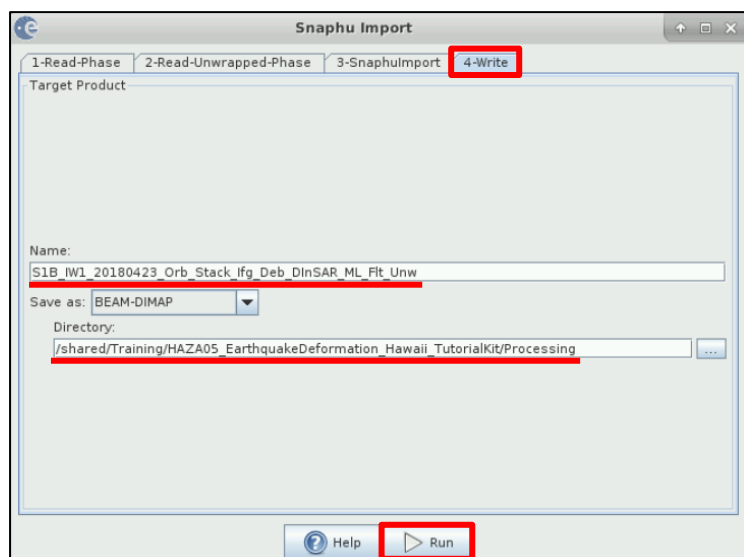 Snaphu Import
1-Read-Phase 2-Read-Unwrapped-Phase 3-SnaphuImport 4-Write
Target Product
Name:
S1B_IW1_20180423_Orb_Stack_Ifg_Deb_DInSAR_ML_Flt_Unw
Save as: BEAM-DIMAP
Directory:
/shared/Training/HAZA05_EarthquakeDeformation_Hawaii_TutorialKit/Processing ...
Help Run